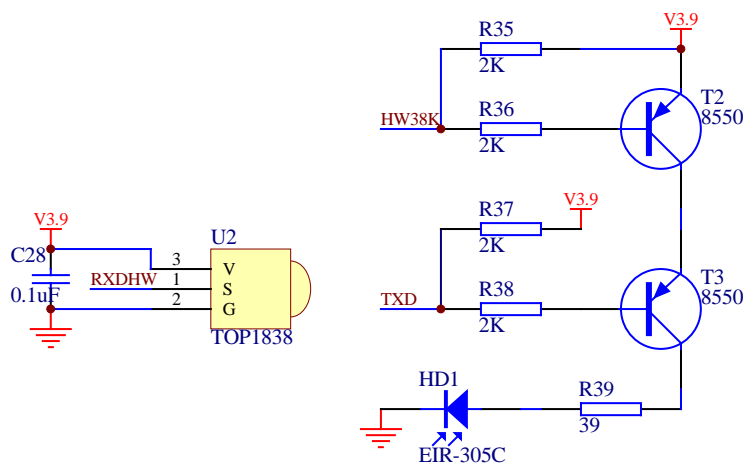 R35
V3.9
2K
T2
8550
HW38K
R36
2K
R37
V3.9
2K
V3.9
U2
C28
3
V
RXDHW
1
S
0.1uF
2
G
TOP1838
T3
8550
TXD
R38
2K
HD1
R39
39
EIR-305C